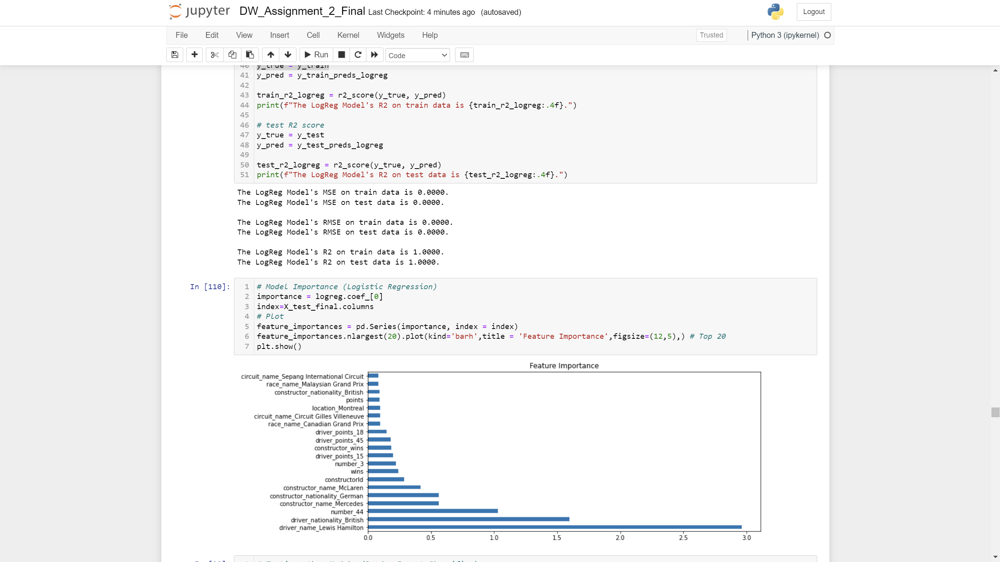 jupyter DW_Assignment_2_Final Last Checkpoint: 4 minutes ago (autosaved) Logout
File Edit View Insert Cell Kernel Widgets Help Trusted Python 3 (ipykernel)
Run Code
40 y_true = y_train
41 y_pred = y_train_preds_logreg
42
43 train_r2_logreg = r2_score(y_true, y_pred)
44 print(f"The LogReg Model's R2 on train data is {train_r2_logreg:.4f}.")
45
46 # test R2 score
47 y_true = y_test
48 y_pred = y_test_preds_logreg
49
50 test_r2_logreg = r2_score(y_true, y_pred)
51 print(f"The LogReg Model's R2 on test data is {test_r2_logreg:.4f}.")
The LogReg Model's MSE on train data is 0.0000.
The LogReg Model's MSE on test data is 0.0000.
The LogReg Model's RMSE on train data is 0.0000.
The LogReg Model's RMSE on test data is 0.0000.
The LogReg Model's R2 on train data is 1.0000.
The LogReg Model's R2 on test data is 1.0000.
In [110]: 1 # Model Importance (Logistic Regression)
2 importance = logreg.coef_[0]
3 index=X_test_final.columns
4 # Plot
5 feature_importances = pd.Series(importance, index = index)
6 feature_importances.nlargest(20).plot(kind='barh',title = 'Feature Importance',figsize=(12,5),) # Top 20
7 plt.show()
Feature Importance
circuit_name_Sepang International Circuit
race_name_Malaysian Grand Prix
constructor_nationality_British
points
location_Montreal
circuit_name_Circuit Gilles Villeneuve
race_name_Canadian Grand Prix
driver_points_18
driver_points_45
constructor_wins
driver_points_15
number_3
wins
constructorId
constructor_name_McLaren
constructor_nationality_German
constructor_name_Mercedes
number_44
driver_nationality_British
driver_name_Lewis Hamilton
0.0 0.5 1.0 1.5 2.0 2.5 3.0